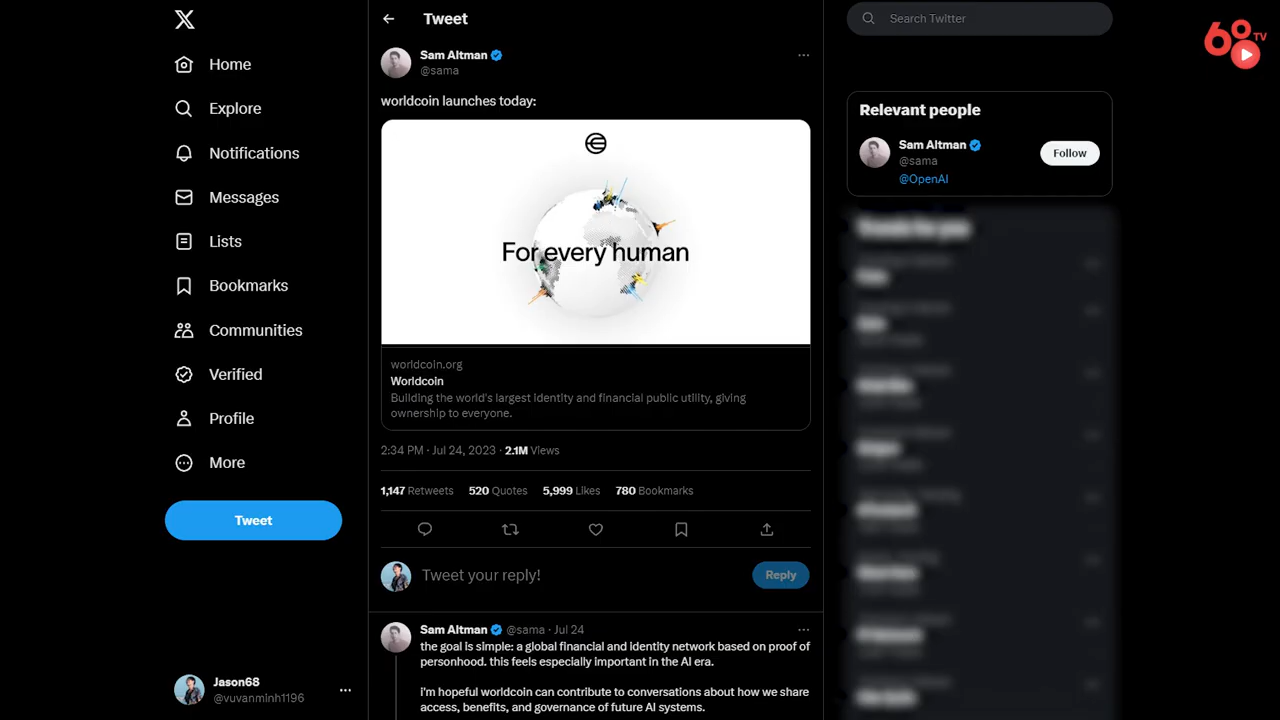 Home
Explore
Notifications
Messages
Lists
Bookmarks
Communities
Verified
Profile
More
Tweet
Jason68
@vuvanminh1196
Tweet
Sam Altman
@sama
worldcoin launches today:
For every human
worldcoin.org
Worldcoin
Building the world's largest identity and financial public utility, giving
ownership to everyone.
2:34 PM · Jul 24, 2023 · 2.1M Views
1,147 Retweets 520 Quotes 5,999 Likes 780 Bookmarks
Tweet your reply!
Reply
Sam Altman @sama · Jul 24
the goal is simple: a global financial and identity network based on proof of
personhood. this feels especially important in the AI era.
i'm hopeful worldcoin can contribute to conversations about how we share
access, benefits, and governance of future AI systems.
Search Twitter
Relevant people
Sam Altman
@sama
Follow
@OpenAI
68 TV